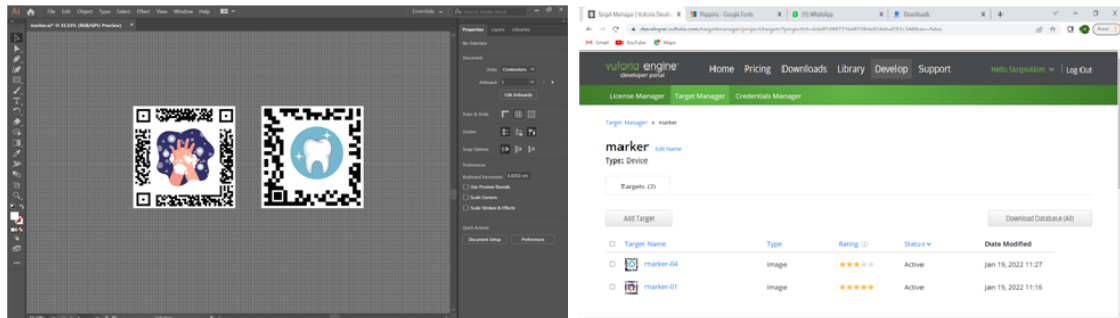 Ai File Edit Object Type Select Effect View Window Help
Essentials
marker.ai* @ 33.33% (RGB/GPU Preview)
Properties Layers Libraries
No Selection
Document
Units: Centimeters
Artboard: 1
Edit Artboards
Ruler & Grids
Guides
Snap Options
Preferences
Keyboard Increment: 0.0353 cm
Use Preview Bounds
Scale Corners
Scale Strokes & Effects
Quick Actions
Document Setup Preferences
Target Manager | Vuforia Devel
Poppins - Google Fonts
WhatsApp
Downloads
Gmail YouTube Maps
vuforia engine
developer portal
Home Pricing Downloads Library Develop Support
Hello SkripsiAkim Log Out
License Manager Target Manager Credentials Manager
Target Manager > marker
marker Edit Name
Type: Device
Targets (2)
Add Target Download Database (All)
Target Name Type Rating Status Date Modified
marker-04 Image Active Jan 19, 2022 11:27
marker-01 Image Active Jan 19, 2022 11:16